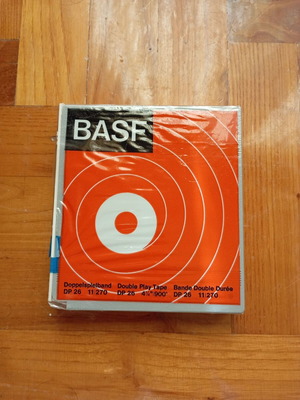 BASF
Doppelspielband Double Play Tape Bande Double Durée
DP 26 11/270 DP 26 4¼" 900' DP 26 11/270